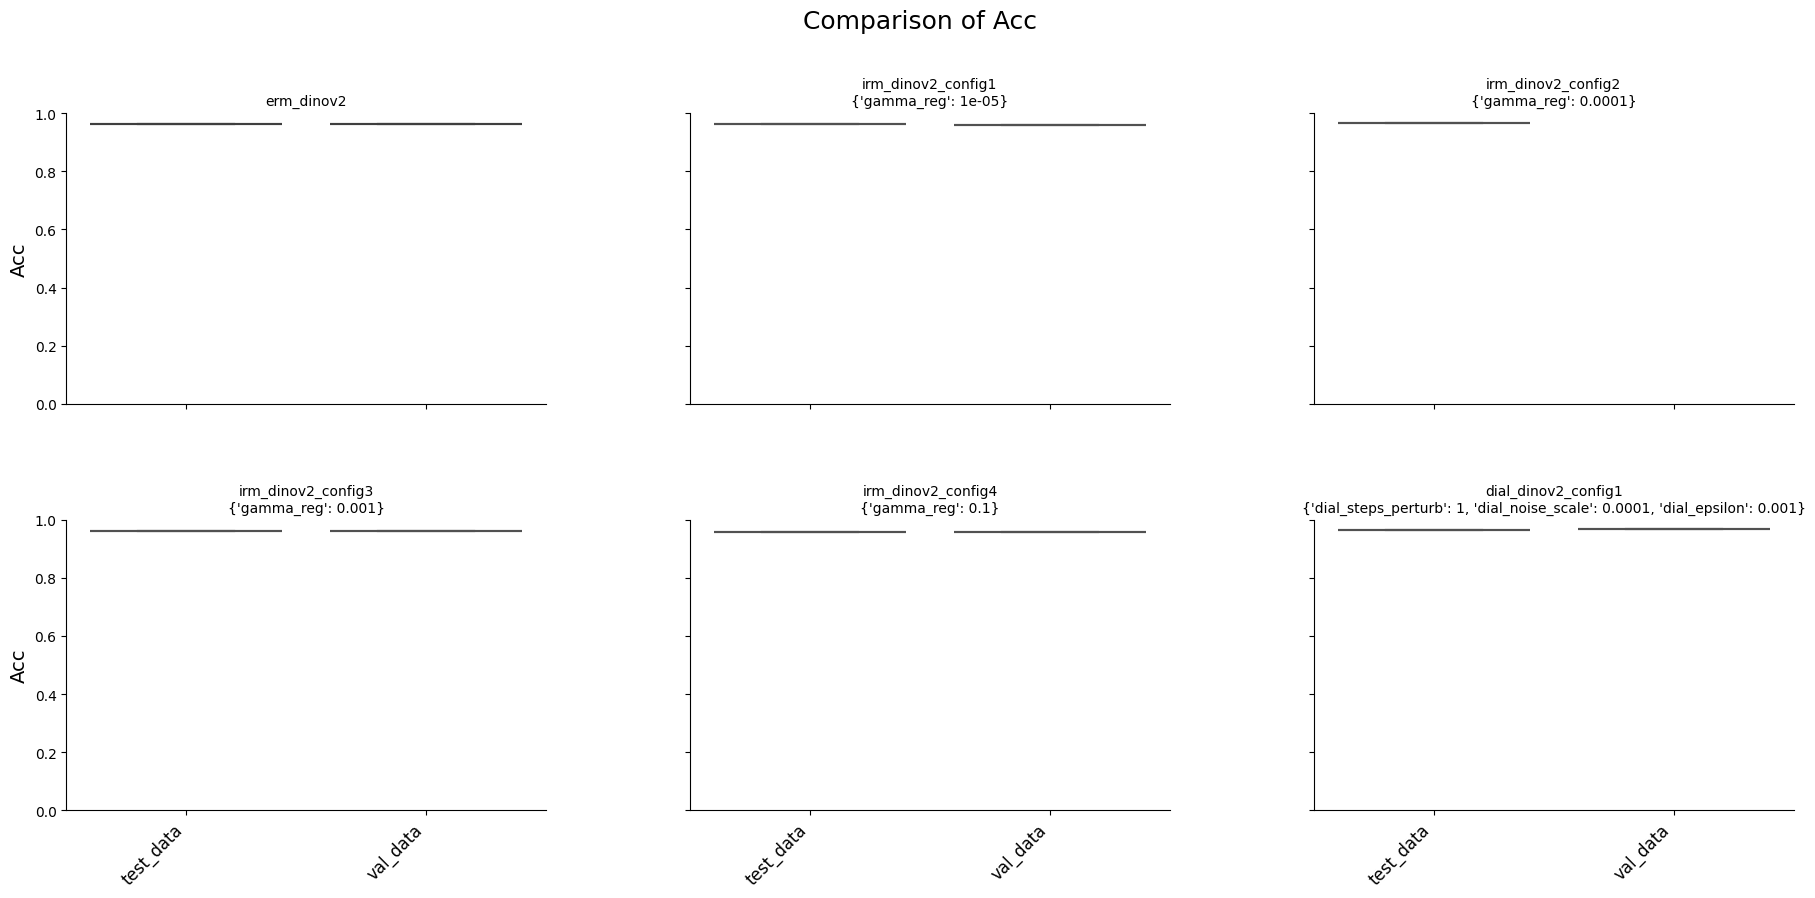 Comparison of Acc
erm_dinov2
irm_dinov2_config1
{'gamma_reg': 1e-05}
irm_dinov2_config2
{'gamma_reg': 0.0001}
1.0
0.8
0.6
0.4
0.2
0.0
Acc
irm_dinov2_config3
{'gamma_reg': 0.001}
irm_dinov2_config4
{'gamma_reg': 0.1}
dial_dinov2_config1
{'dial_steps_perturb': 1, 'dial_noise_scale': 0.0001, 'dial_epsilon': 0.001}
1.0
0.8
0.6
0.4
0.2
0.0
Acc
test_data
val_data
test_data
val_data
test_data
val_data